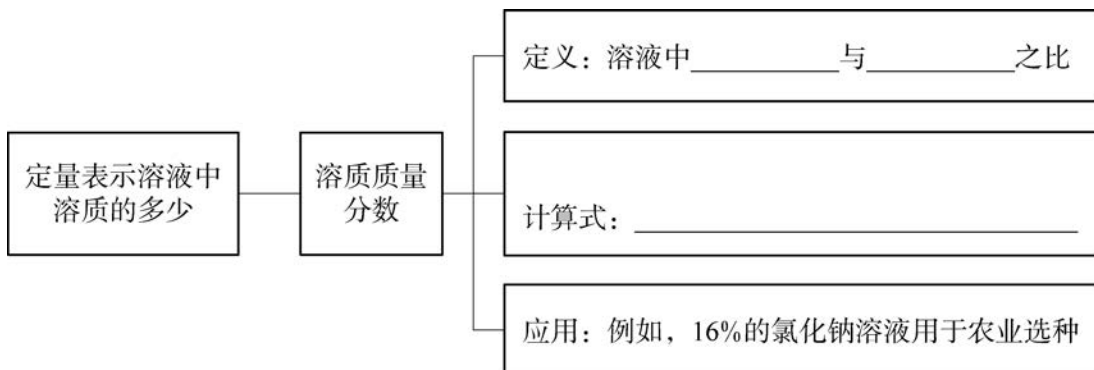 定义：溶液中__________与__________之比
定量表示溶液中
溶质的多少
溶质质量
分数
计算式：______________________________
应用：例如，16%的氯化钠溶液用于农业选种